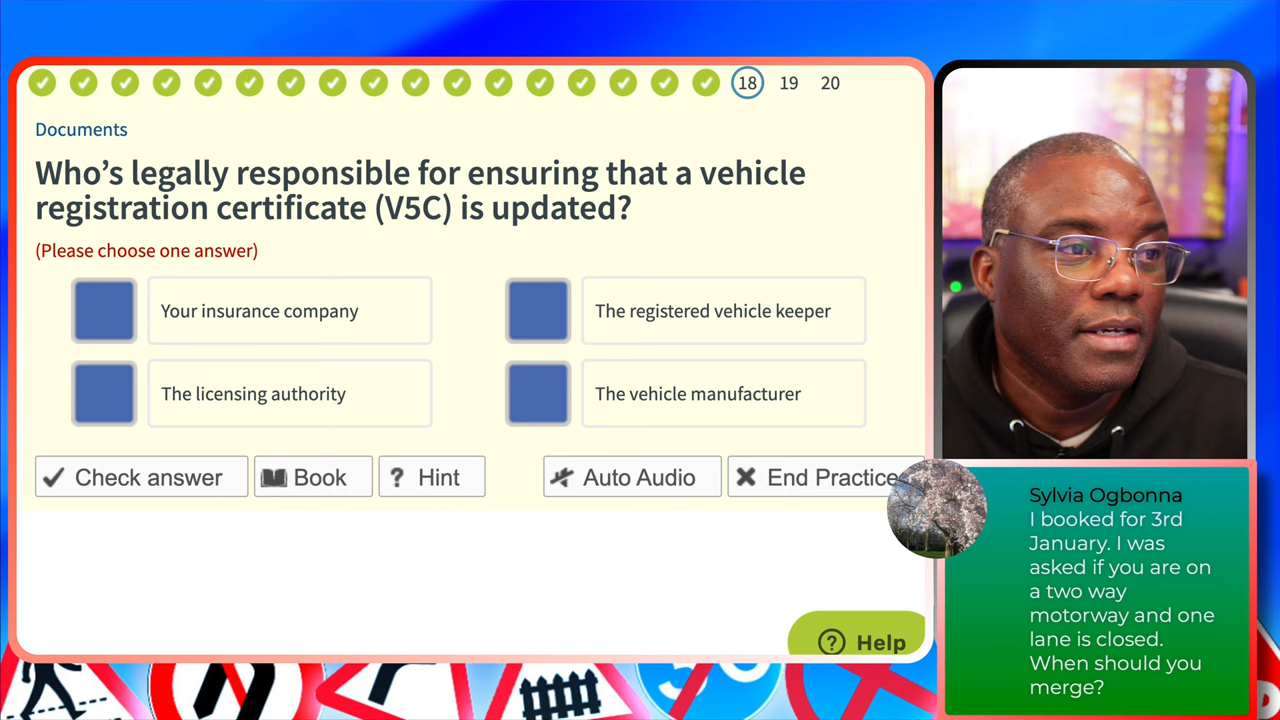 18 19 20
Documents
Who's legally responsible for ensuring that a vehicle
registration certificate (V5C) is updated?
(Please choose one answer)
Your insurance company
The registered vehicle keeper
The licensing authority
The vehicle manufacturer
Check answer
Book
? Hint
Auto Audio
End Practice
? Help
Sylvia Ogbonna
I booked for 3rd
January. I was
asked if you are on
a two way
motorway and one
lane is closed.
When should you
merge?